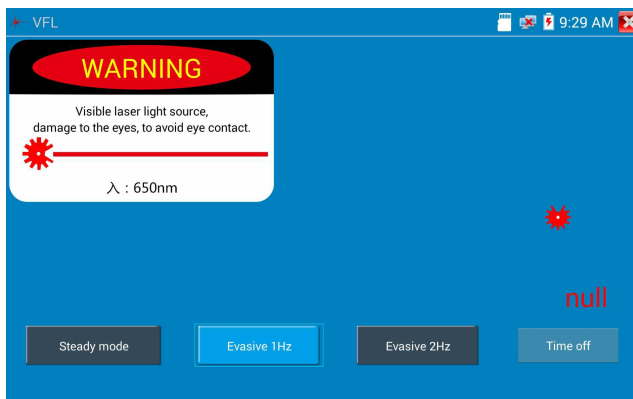 VFL
9:29 AM
WARNING
Visible laser light source,
damage to the eyes, to avoid eye contact.
入 : 650nm
null
Steady mode
Evasive 1Hz
Evasive 2Hz
Time off